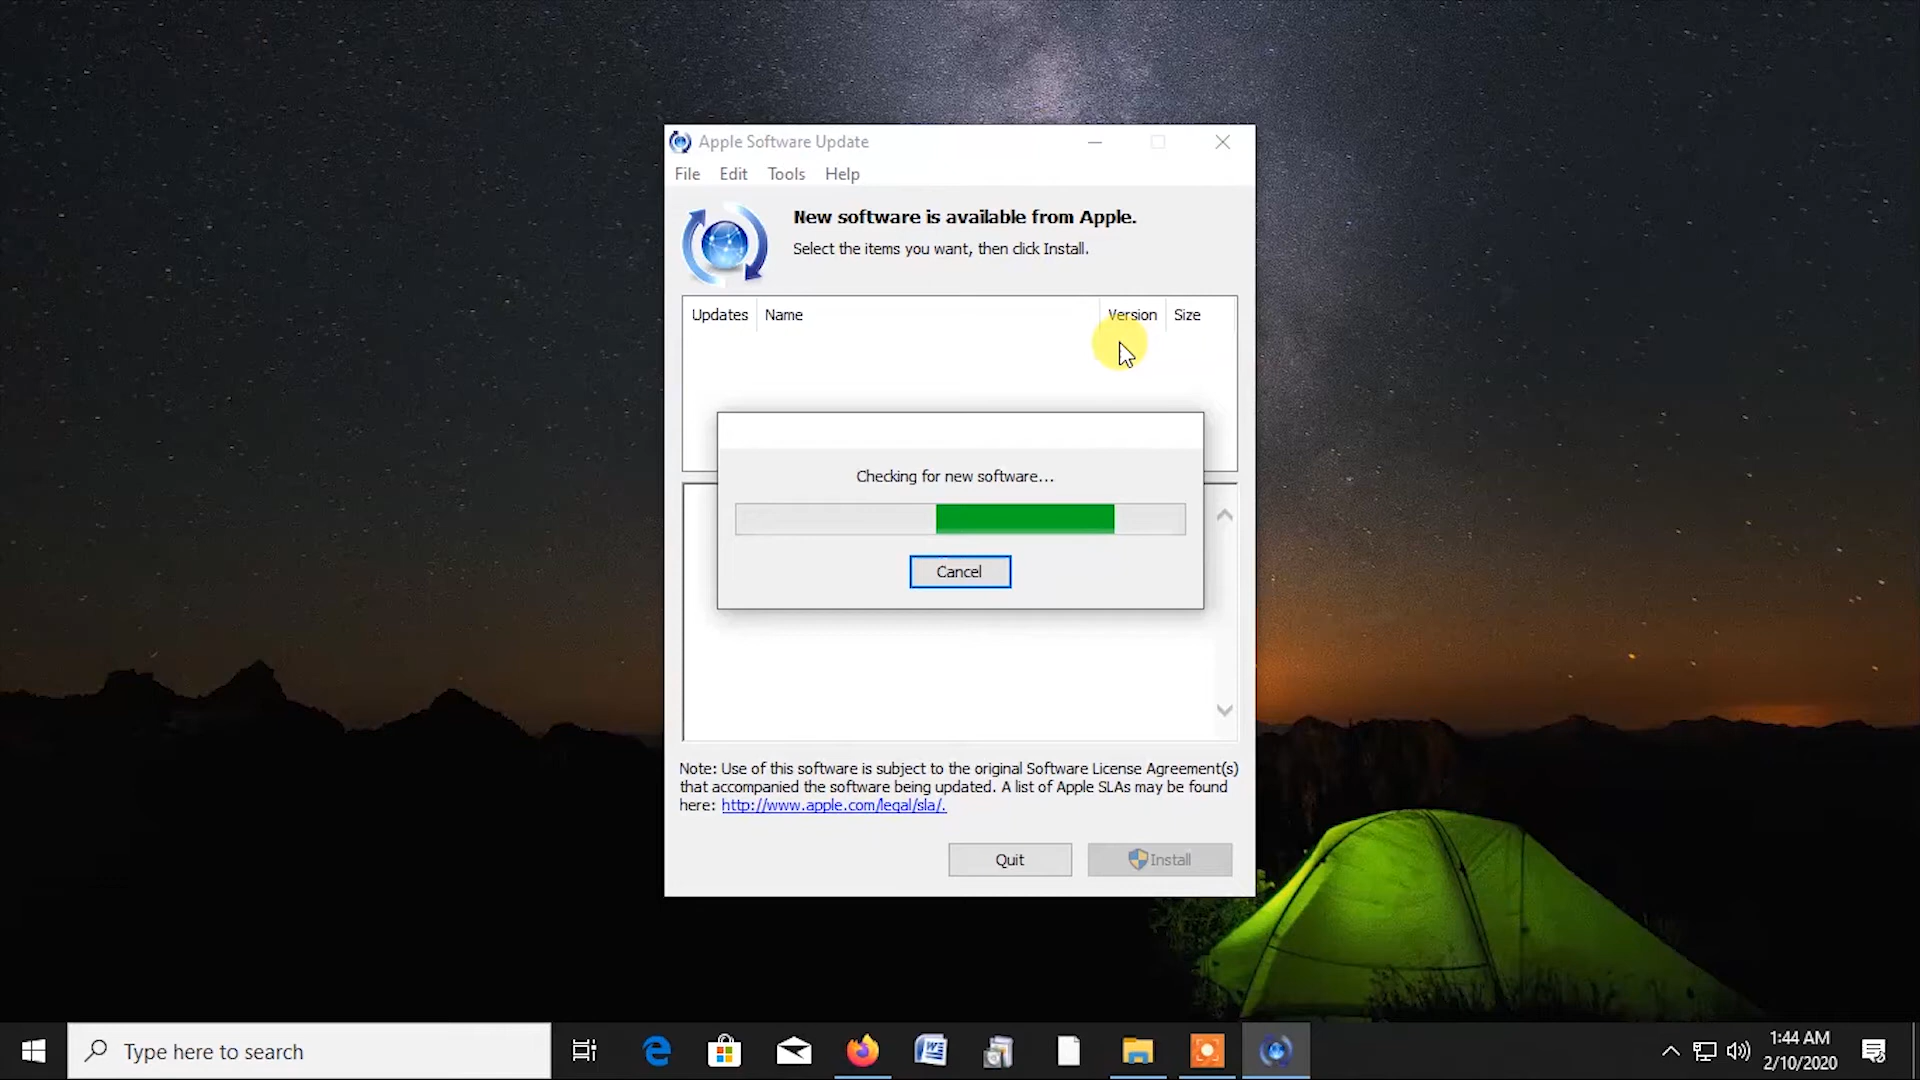 Apple Software Update
File Edit Tools Help
New software is available from Apple.
Select the items you want, then click Install.
Updates Name Version Size
Checking for new software...
Cancel
Note: Use of this software is subject to the original Software License Agreement(s)
that accompanied the software being updated. A list of Apple SLAs may be found
here: http://www.apple.com/legal/sla/.
Quit Install
Type here to search
1:44 AM
2/10/2020